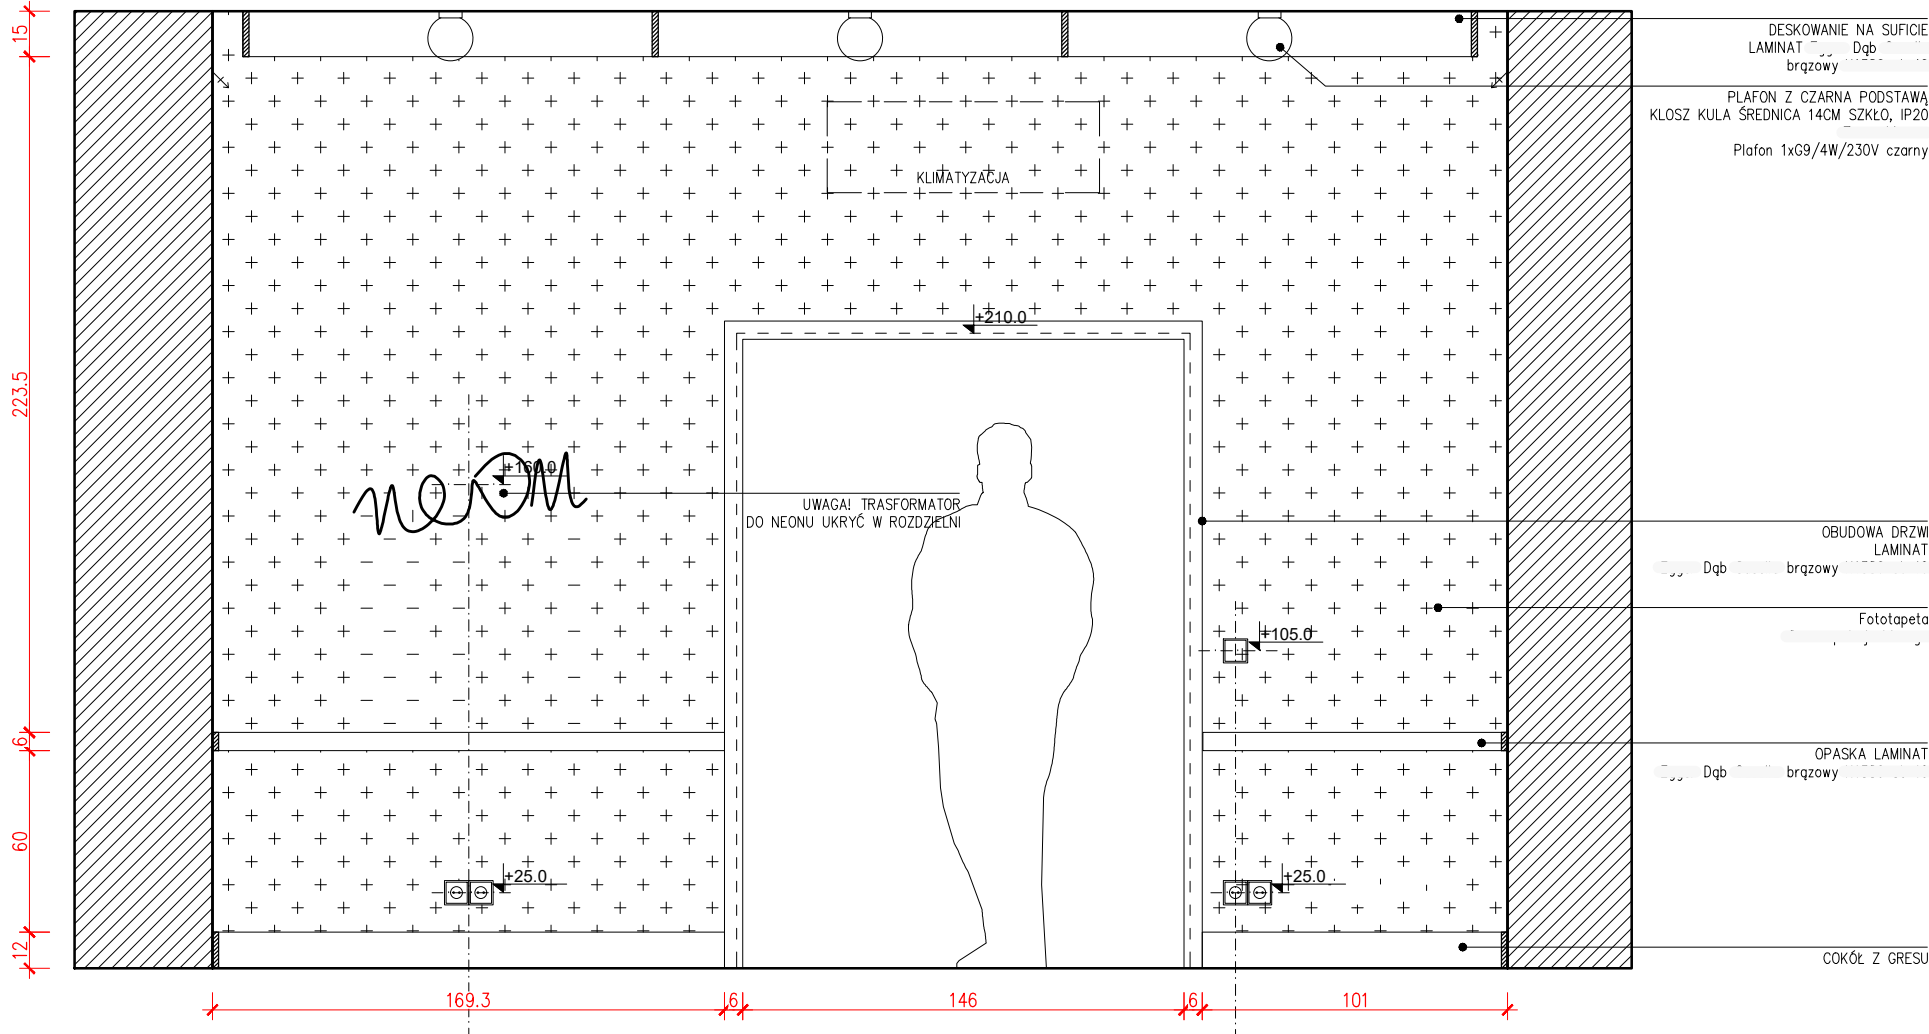 15
DESKOWANIE NA SUFICIE
LAMINAT Dąb
brązowy
PLAFON Z CZARNA PODSTAWĄ
KLOSZ KULA ŚREDNICA 14CM SZKŁO, IP20
Plafon 1xG9/4W/230V czarny
KLIMATYZACJA
+210.0
223.5
neon
+160.0
UWAGA! TRASFORMATOR
DO NEONU UKRYĆ W ROZDZIELNI
OBUDOWA DRZWI
LAMINAT
Dąb brązowy
Fototapeta
+105.0
6
OPASKA LAMINAT
Dąb brązowy
60
+25.0
+25.0
12
COKÓŁ Z GRESU
169.3
6
146
6
101